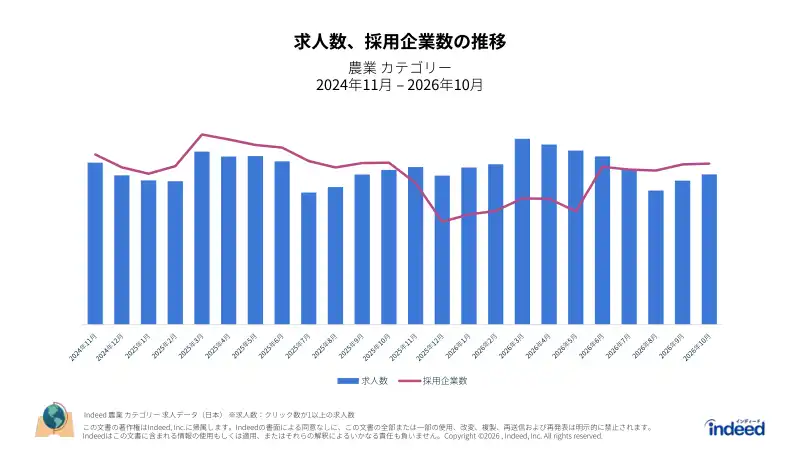 求人数、採用企業数の推移
農業 カテゴリー
2024年11月 – 2026年10月
2024年11月
2024年12月
2025年1月
2025年2月
2025年3月
2025年4月
2025年5月
2025年6月
2025年7月
2025年8月
2025年9月
2025年10月
2025年11月
2025年12月
2026年1月
2026年2月
2026年3月
2026年4月
2026年5月
2026年6月
2026年7月
2026年8月
2026年9月
2026年10月
求人数 採用企業数
Indeed 農業 カテゴリー 求人データ（日本） ※求人数：クリック数が1以上の求人数
この文書の著作権はIndeed, Inc.に帰属します。Indeedの書面による同意なしに、この文書の全部または一部の使用、改変、複製、再送信および再発表は明示的に禁止されます。
Indeedはこの文書に含まれる情報の使用もしくは適用、またはそれらの解釈によるいかなる責任も負いません。Copyright ©2026 , Indeed, Inc. All rights reserved.
インディード
indeed